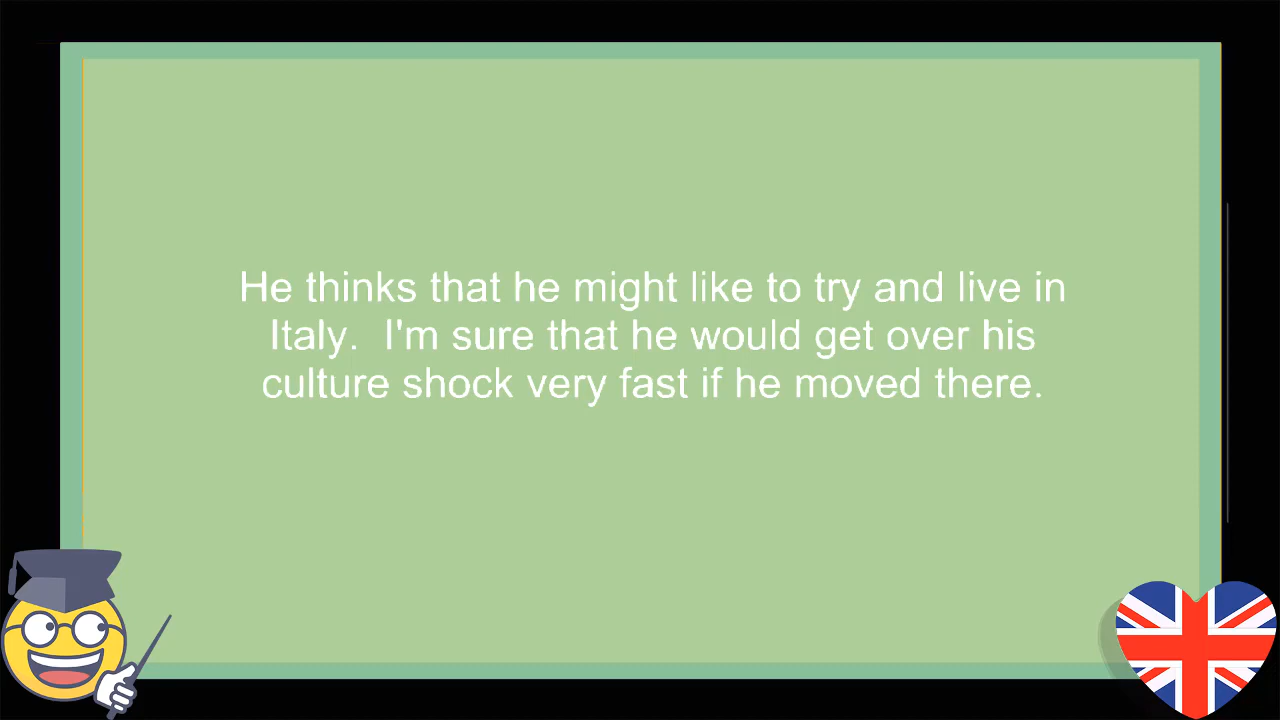 He thinks that he might like to try and live in
Italy.  I'm sure that he would get over his
culture shock very fast if he moved there.